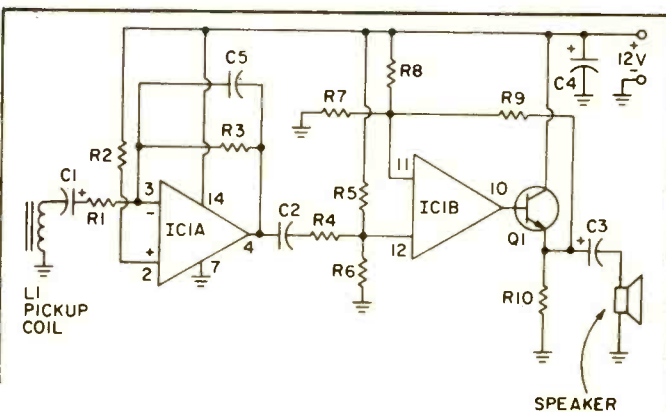 C5
+
12V
-
C4
R8
R7
R9
R3
R2
C1
+
R1
3
-
14
11
IC1A
R5
IC1B
10
C2
R4
Q1
+
C3
4
12
+
2
7
R6
R10
L1
PICKUP
COIL
SPEAKER
+